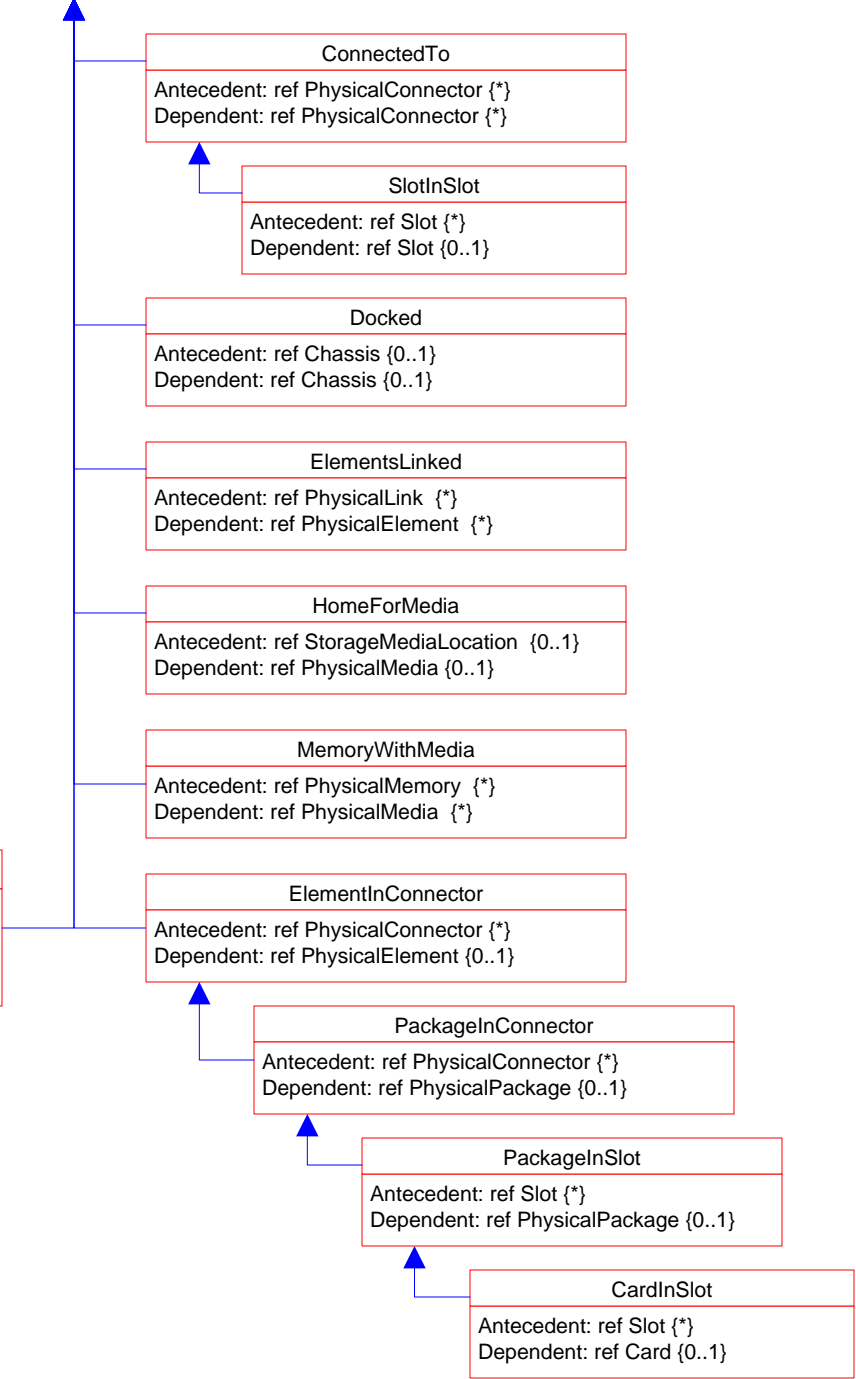 ConnectedTo
Antecedent: ref PhysicalConnector {*}
Dependent: ref PhysicalConnector {*}
SlotInSlot
Antecedent: ref Slot {*}
Dependent: ref Slot {0..1}
Docked
Antecedent: ref Chassis {0..1}
Dependent: ref Chassis {0..1}
ElementsLinked
Antecedent: ref PhysicalLink  {*}
Dependent: ref PhysicalElement  {*}
HomeForMedia
Antecedent: ref StorageMediaLocation  {0..1}
Dependent: ref PhysicalMedia {0..1}
MemoryWithMedia
Antecedent: ref PhysicalMemory  {*}
Dependent: ref PhysicalMedia  {*}
ElementInConnector
Antecedent: ref PhysicalConnector {*}
Dependent: ref PhysicalElement {0..1}
PackageInConnector
Antecedent: ref PhysicalConnector {*}
Dependent: ref PhysicalPackage {0..1}
PackageInSlot
Antecedent: ref Slot {*}
Dependent: ref PhysicalPackage {0..1}
CardInSlot
Antecedent: ref Slot {*}
Dependent: ref Card {0..1}